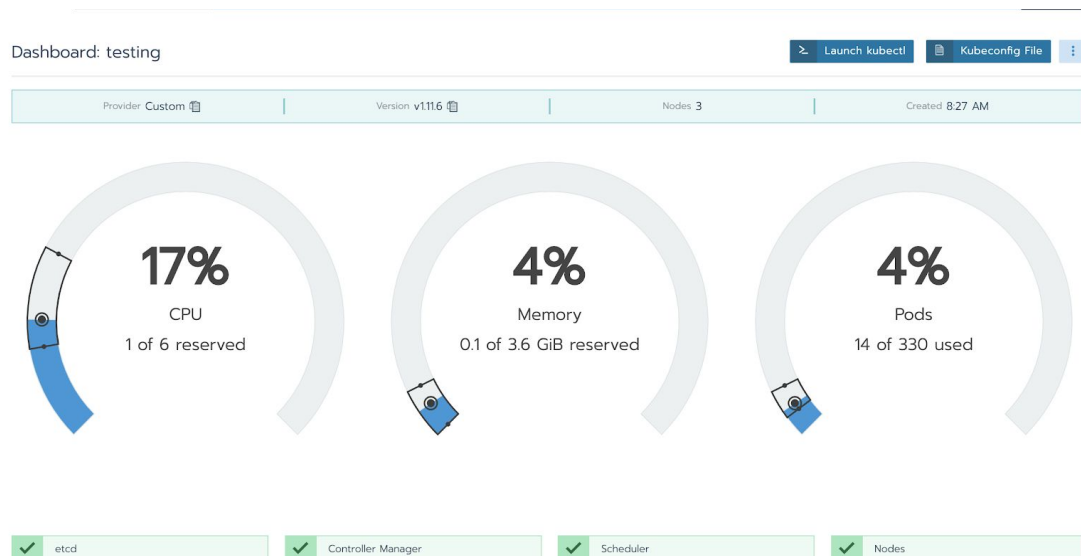 Dashboard: testing
Launch kubectl
Kubeconfig File
Provider Custom
Version v1.11.6
Nodes 3
Created 8:27 AM
17%
CPU
1 of 6 reserved
4%
Memory
0.1 of 3.6 GiB reserved
4%
Pods
14 of 330 used
etcd
Controller Manager
Scheduler
Nodes